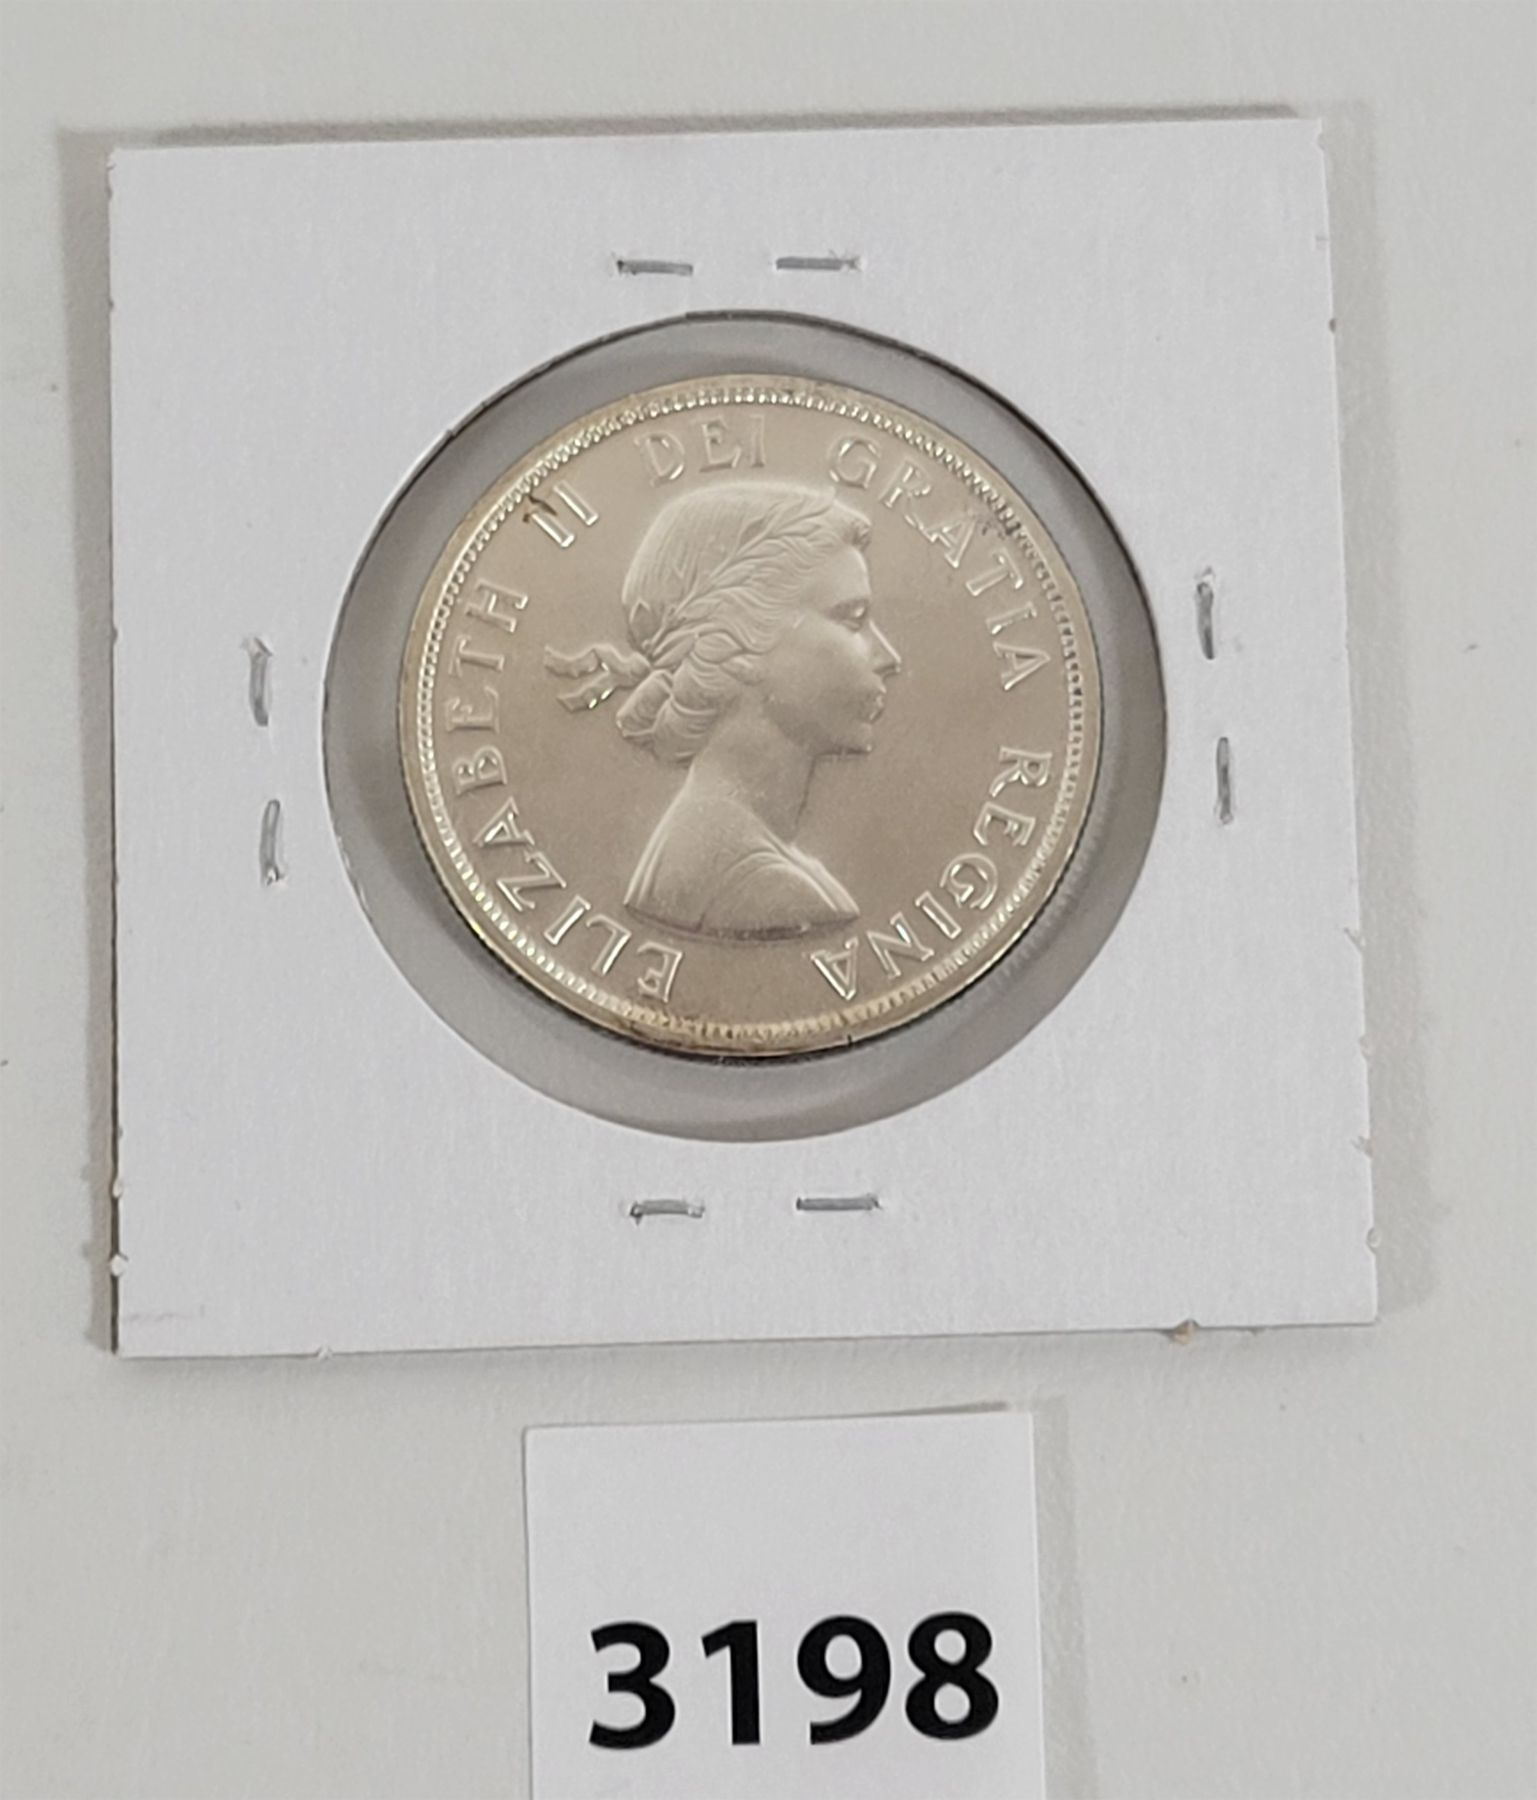 ELIZABETH II DEI GRATIA REGINA
3198